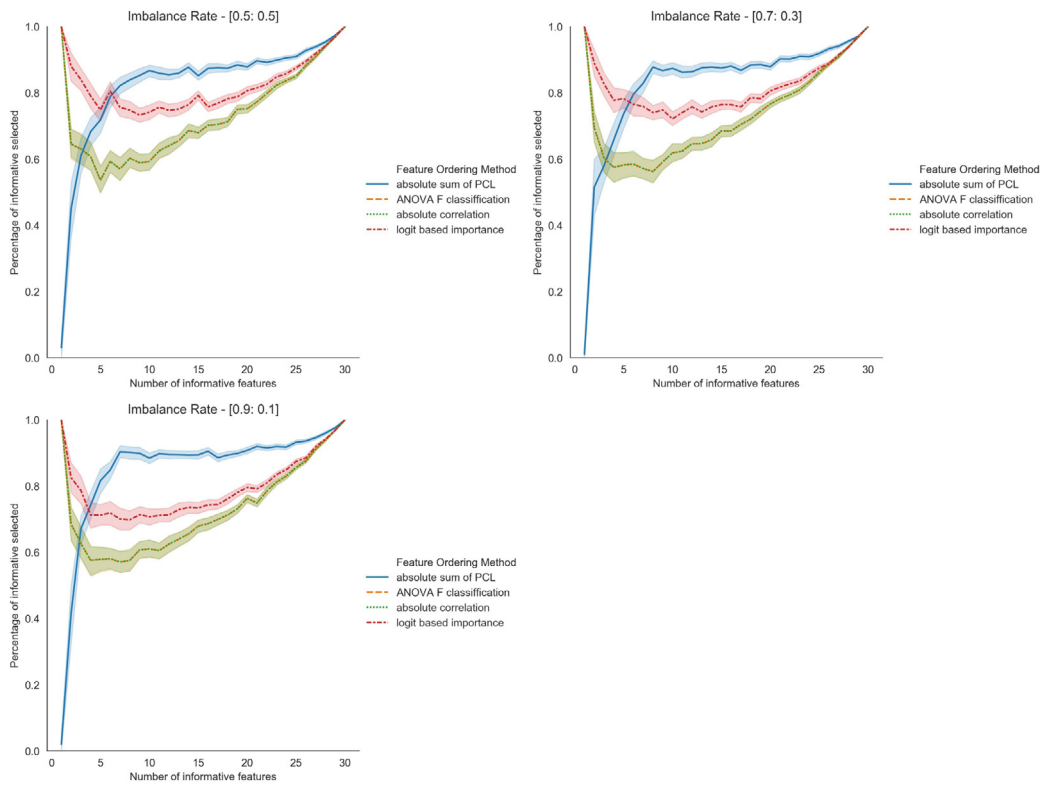 Imbalance Rate - [0.5: 0.5]
1.0
0.8
0.6
0.4
0.2
0.0
Percentage of informative selected
0 5 10 15 20 25 30
Number of informative features
Feature Ordering Method
absolute sum of PCL
ANOVA F classiffication
absolute correlation
logit based importance
Imbalance Rate - [0.7: 0.3]
1.0
0.8
0.6
0.4
0.2
0.0
Percentage of informative selected
0 5 10 15 20 25 30
Number of informative features
Feature Ordering Method
absolute sum of PCL
ANOVA F classiffication
absolute correlation
logit based importance
Imbalance Rate - [0.9: 0.1]
1.0
0.8
0.6
0.4
0.2
0.0
Percentage of informative selected
0 5 10 15 20 25 30
Number of informative features
Feature Ordering Method
absolute sum of PCL
ANOVA F classiffication
absolute correlation
logit based importance